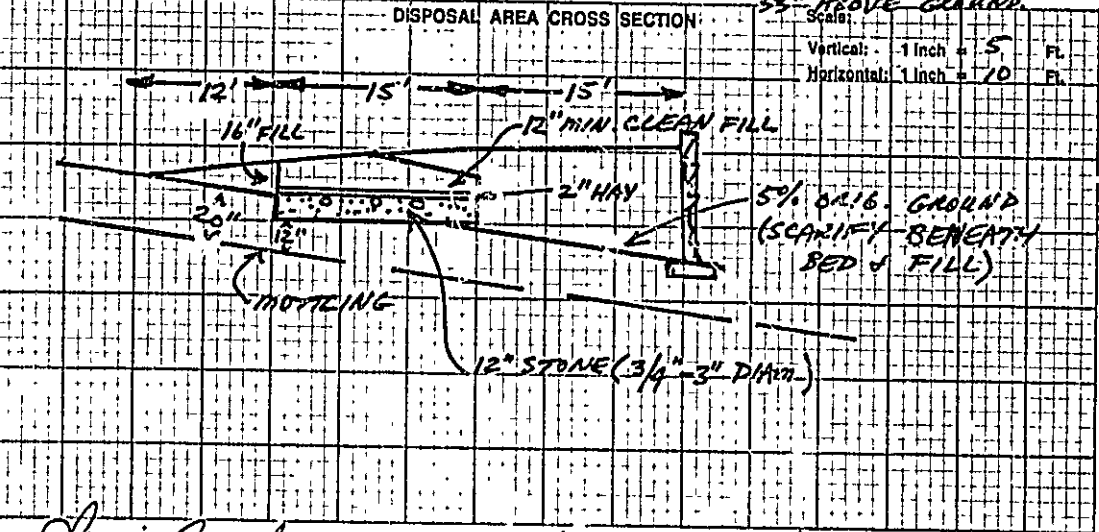 DISPOSAL AREA CROSS SECTION
ABOVE GROUND.
Scale:
Vertical: 1 inch = 5 Ft.
Horizontal: 1 inch = 10 Ft.
12' 15' 15'
16" FILL
12" MIN. CLEAN FILL
2" HAY
20"
12"
5% ORIG. GROUND
(SCARIFY BENEATH
BED & FILL)
MOTTLING
12" STONE (3/4"-3" DIAM)